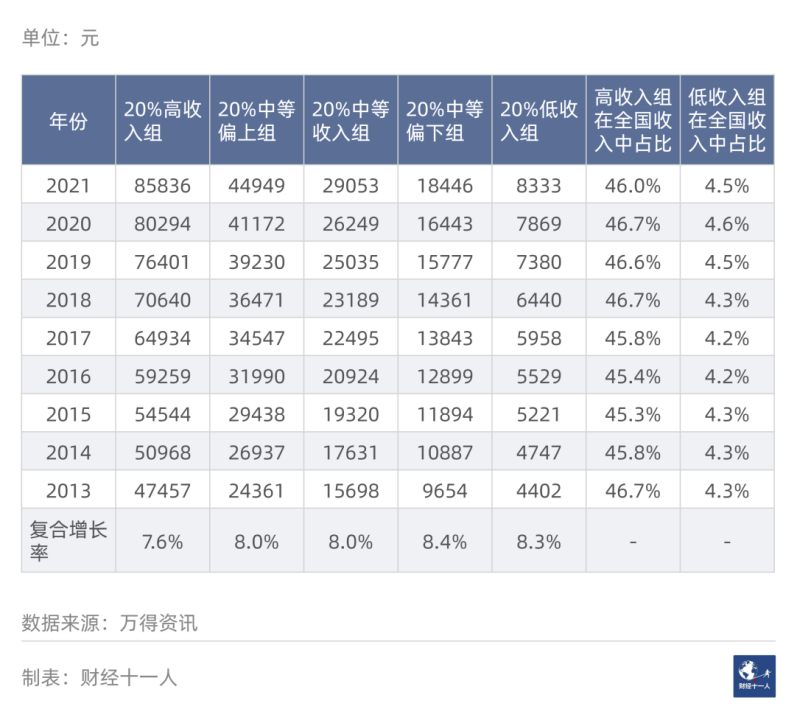 单位：元
年份 20%高收入组 20%中等偏上组 20%中等收入组 20%中等偏下组 20%低收入组 高收入组在全国收入中占比 低收入组在全国收入中占比
2021 85836 44949 29053 18446 8333 46.0% 4.5%
2020 80294 41172 26249 16443 7869 46.7% 4.6%
2019 76401 39230 25035 15777 7380 46.6% 4.5%
2018 70640 36471 23189 14361 6440 46.7% 4.3%
2017 64934 34547 22495 13843 5958 45.8% 4.2%
2016 59259 31990 20924 12899 5529 45.4% 4.2%
2015 54544 29438 19320 11894 5221 45.3% 4.3%
2014 50968 26937 17631 10887 4747 45.8% 4.3%
2013 47457 24361 15698 9654 4402 46.7% 4.3%
复合增长率 7.6% 8.0% 8.0% 8.4% 8.3% - -
数据来源：万得资讯
制表：财经十一人
财经十一人